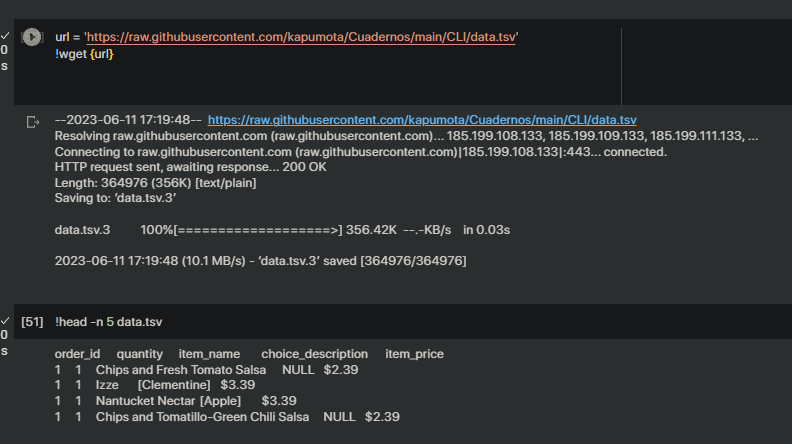 url = 'https://raw.githubusercontent.com/kapumota/Cuadernos/main/CLI/data.tsv'
!wget {url}
0
s
--2023-06-11 17:19:48-- https://raw.githubusercontent.com/kapumota/Cuadernos/main/CLI/data.tsv
Resolving raw.githubusercontent.com (raw.githubusercontent.com)... 185.199.108.133, 185.199.109.133, 185.199.111.133, ...
Connecting to raw.githubusercontent.com (raw.githubusercontent.com)|185.199.108.133|:443... connected.
HTTP request sent, awaiting response... 200 OK
Length: 364976 (356K) [text/plain]
Saving to: ‘data.tsv.3’
data.tsv.3 100%[===================>] 356.42K --.-KB/s in 0.03s
2023-06-11 17:19:48 (10.1 MB/s) - ‘data.tsv.3’ saved [364976/364976]
[51] !head -n 5 data.tsv
0
s
order_id quantity item_name choice_description item_price
1 1 Chips and Fresh Tomato Salsa NULL $2.39
1 1 Izze [Clementine] $3.39
1 1 Nantucket Nectar [Apple] $3.39
1 1 Chips and Tomatillo-Green Chili Salsa NULL $2.39